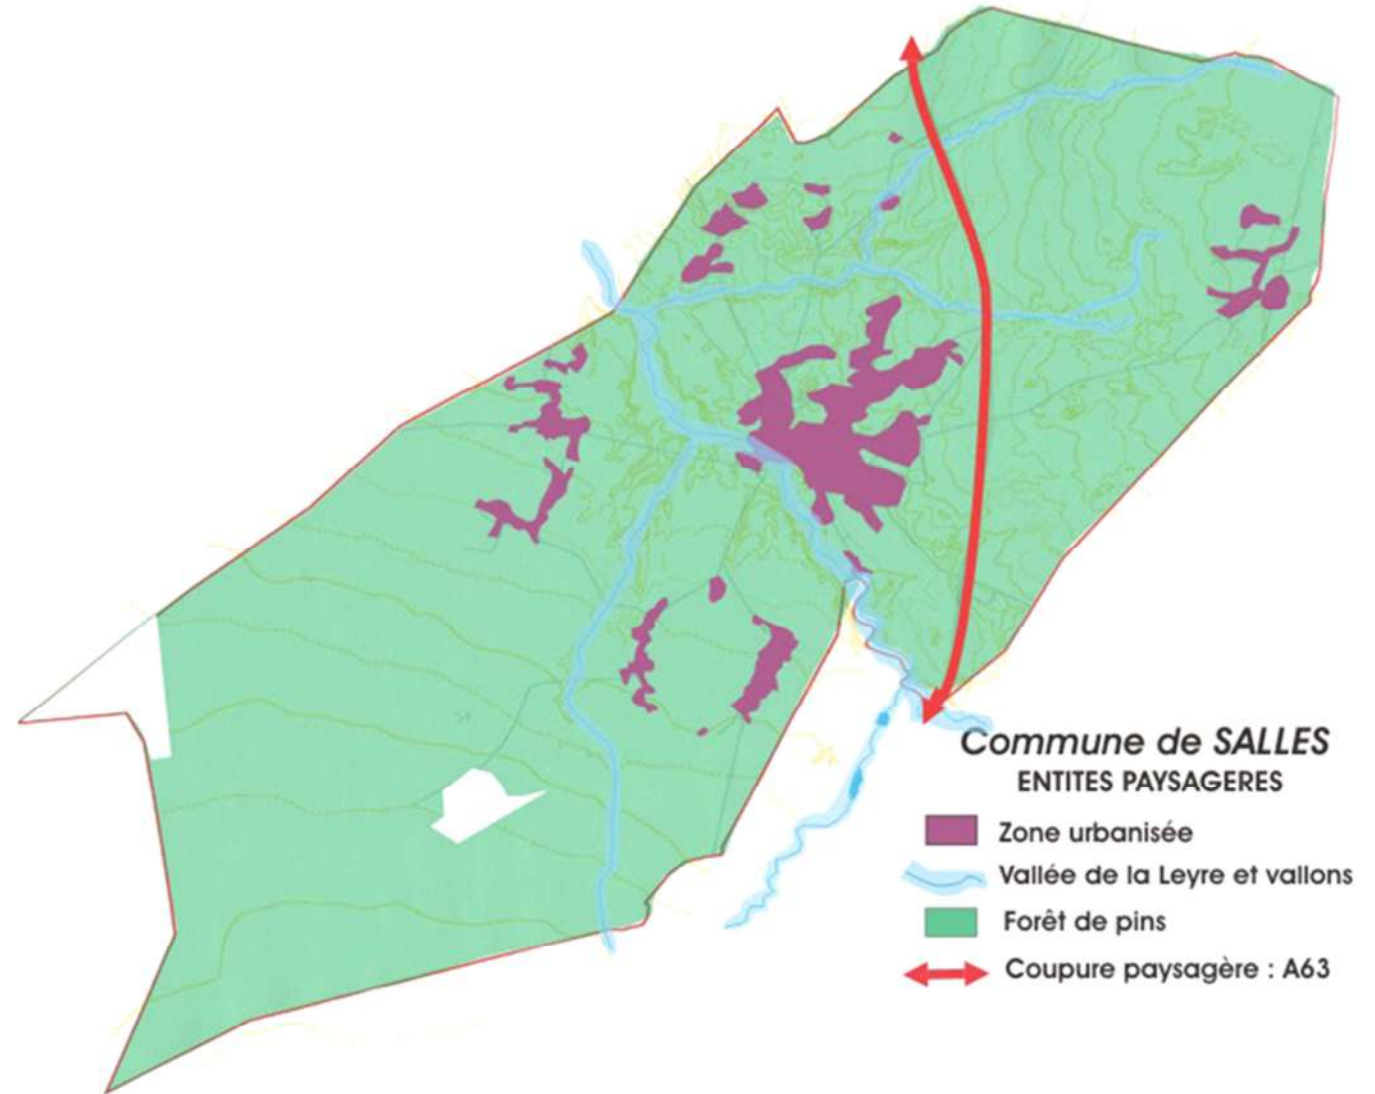 Commune de SALLES
ENTITES PAYSAGERES
Zone urbanisée
Vallée de la Leyre et vallons
Forêt de pins
Coupure paysagère : A63